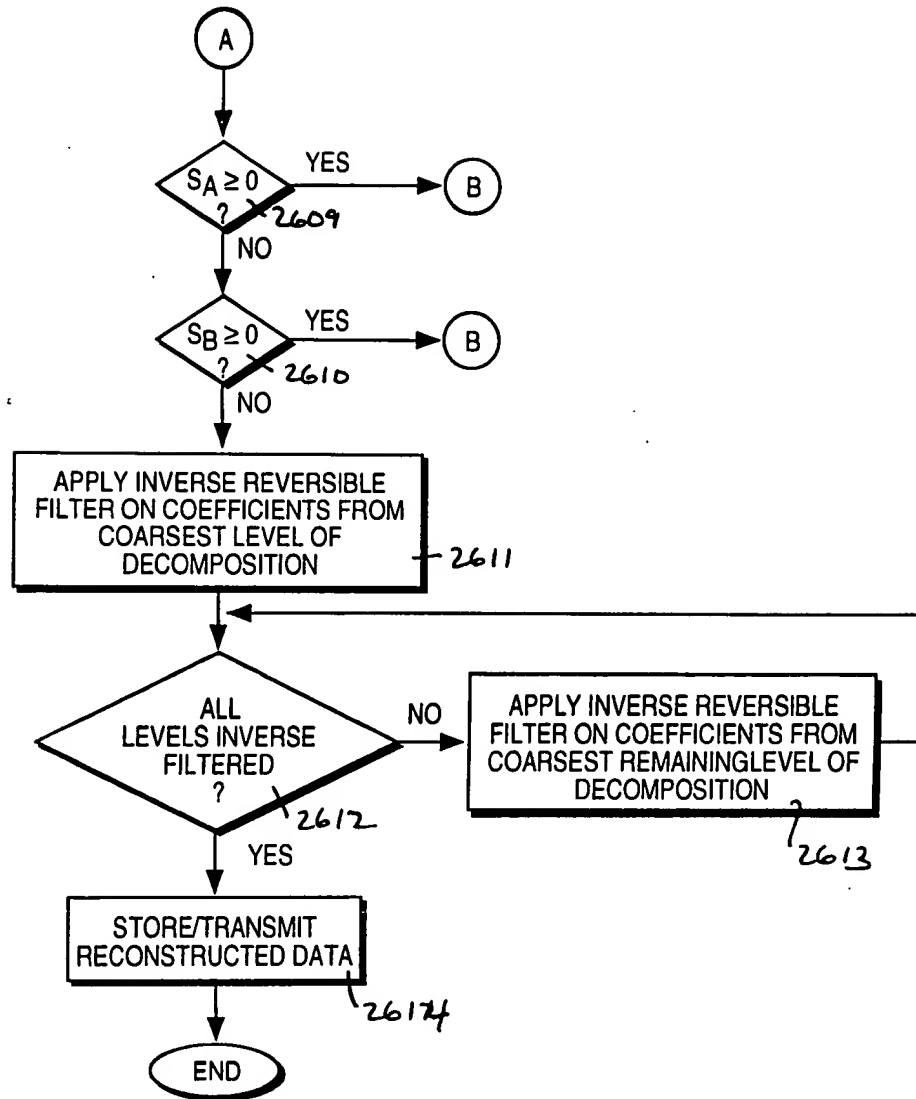 A
S_A ≥ 0
?
YES
B
2609
NO
S_B ≥ 0
?
YES
B
2610
NO
APPLY INVERSE REVERSIBLE
FILTER ON COEFFICIENTS FROM
COARSEST LEVEL OF
DECOMPOSITION
2611
ALL
LEVELS INVERSE
FILTERED
?
NO
2612
APPLY INVERSE REVERSIBLE
FILTER ON COEFFICIENTS FROM
COARSEST REMAININGLEVEL OF
DECOMPOSITION
2613
YES
STORE/TRANSMIT
RECONSTRUCTED DATA
END